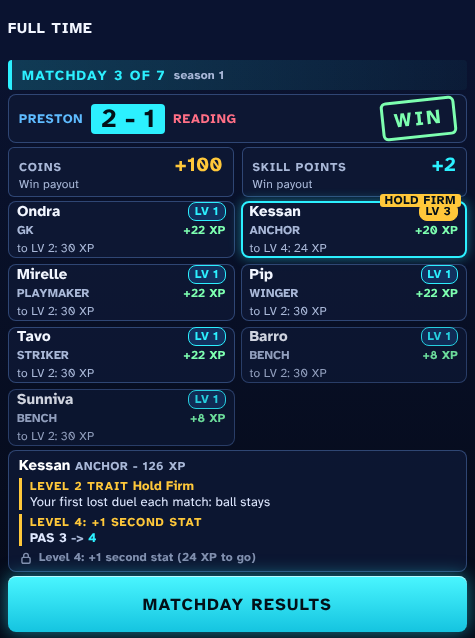 FULL TIME
MATCHDAY 3 OF 7 season 1
PRESTON 2 - 1 READING WIN
COINS +100
Win payout
SKILL POINTS +2
Win payout
Ondra LV 1
GK +22 XP
to LV 2: 30 XP
HOLD FIRM
Kessan LV 3
ANCHOR +20 XP
to LV 4: 24 XP
Mirelle LV 1
PLAYMAKER +22 XP
to LV 2: 30 XP
Pip LV 1
WINGER +22 XP
to LV 2: 30 XP
Tavo LV 1
STRIKER +22 XP
to LV 2: 30 XP
Barro LV 1
BENCH +8 XP
to LV 2: 30 XP
Sunniva LV 1
BENCH +8 XP
to LV 2: 30 XP
Kessan ANCHOR - 126 XP
LEVEL 2 TRAIT Hold Firm
Your first lost duel each match: ball stays
LEVEL 4: +1 SECOND STAT
PAS 3 -> 4
Level 4: +1 second stat (24 XP to go)
MATCHDAY RESULTS